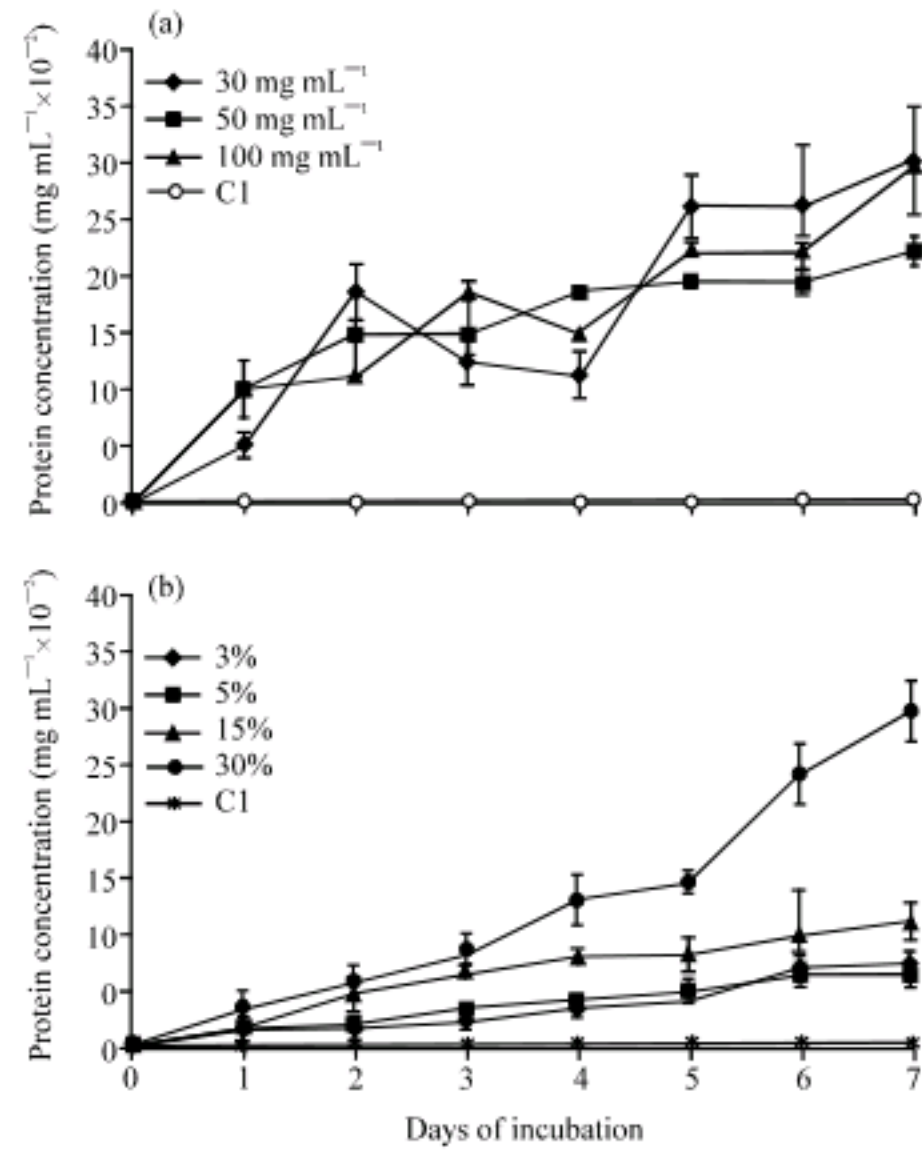 (a)
Protein concentration (mg mL⁻¹×10⁻²)
40
35
30
25
20
15
10
0
0
30 mg mL⁻¹
50 mg mL⁻¹
100 mg mL⁻¹
C1
(b)
Protein concentration (mg mL⁻¹×10⁻²)
40
35
30
25
20
15
10
0
0
3%
5%
15%
30%
C1
0 1 2 3 4 5 6 7
Days of incubation